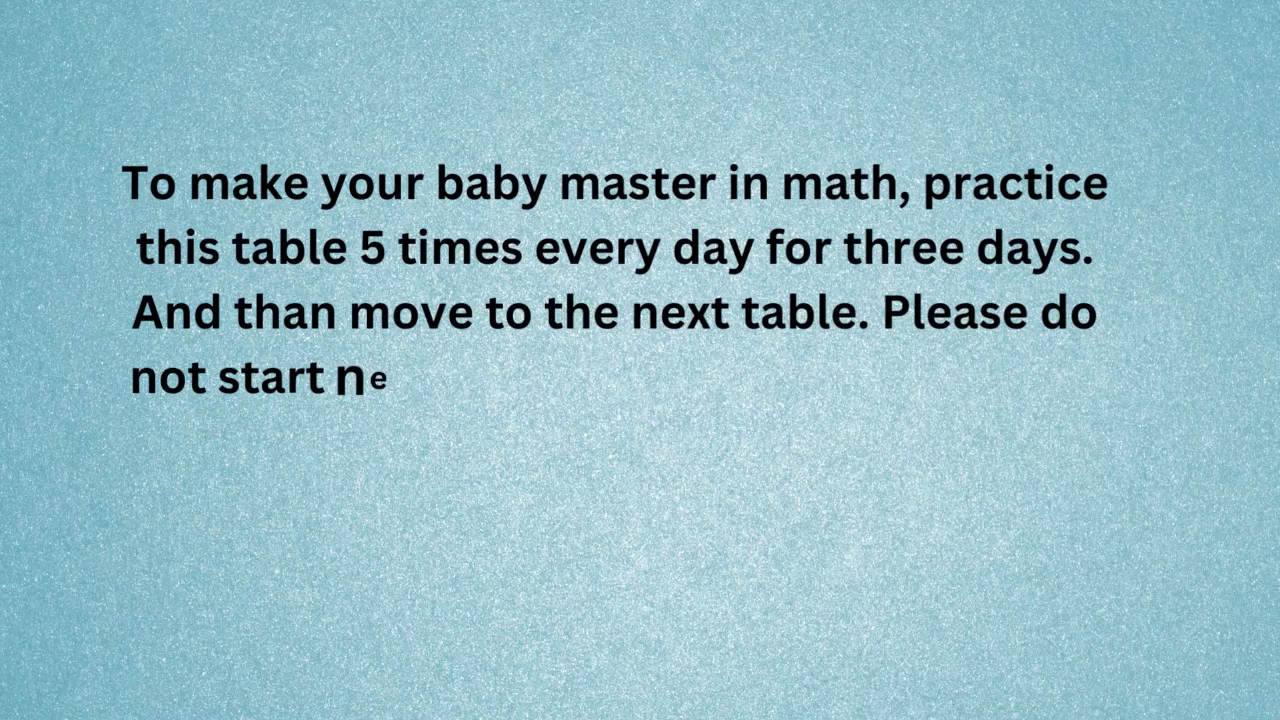 To make your baby master in math, practice
this table 5 times every day for three days.
And than move to the next table. Please do
not start ne